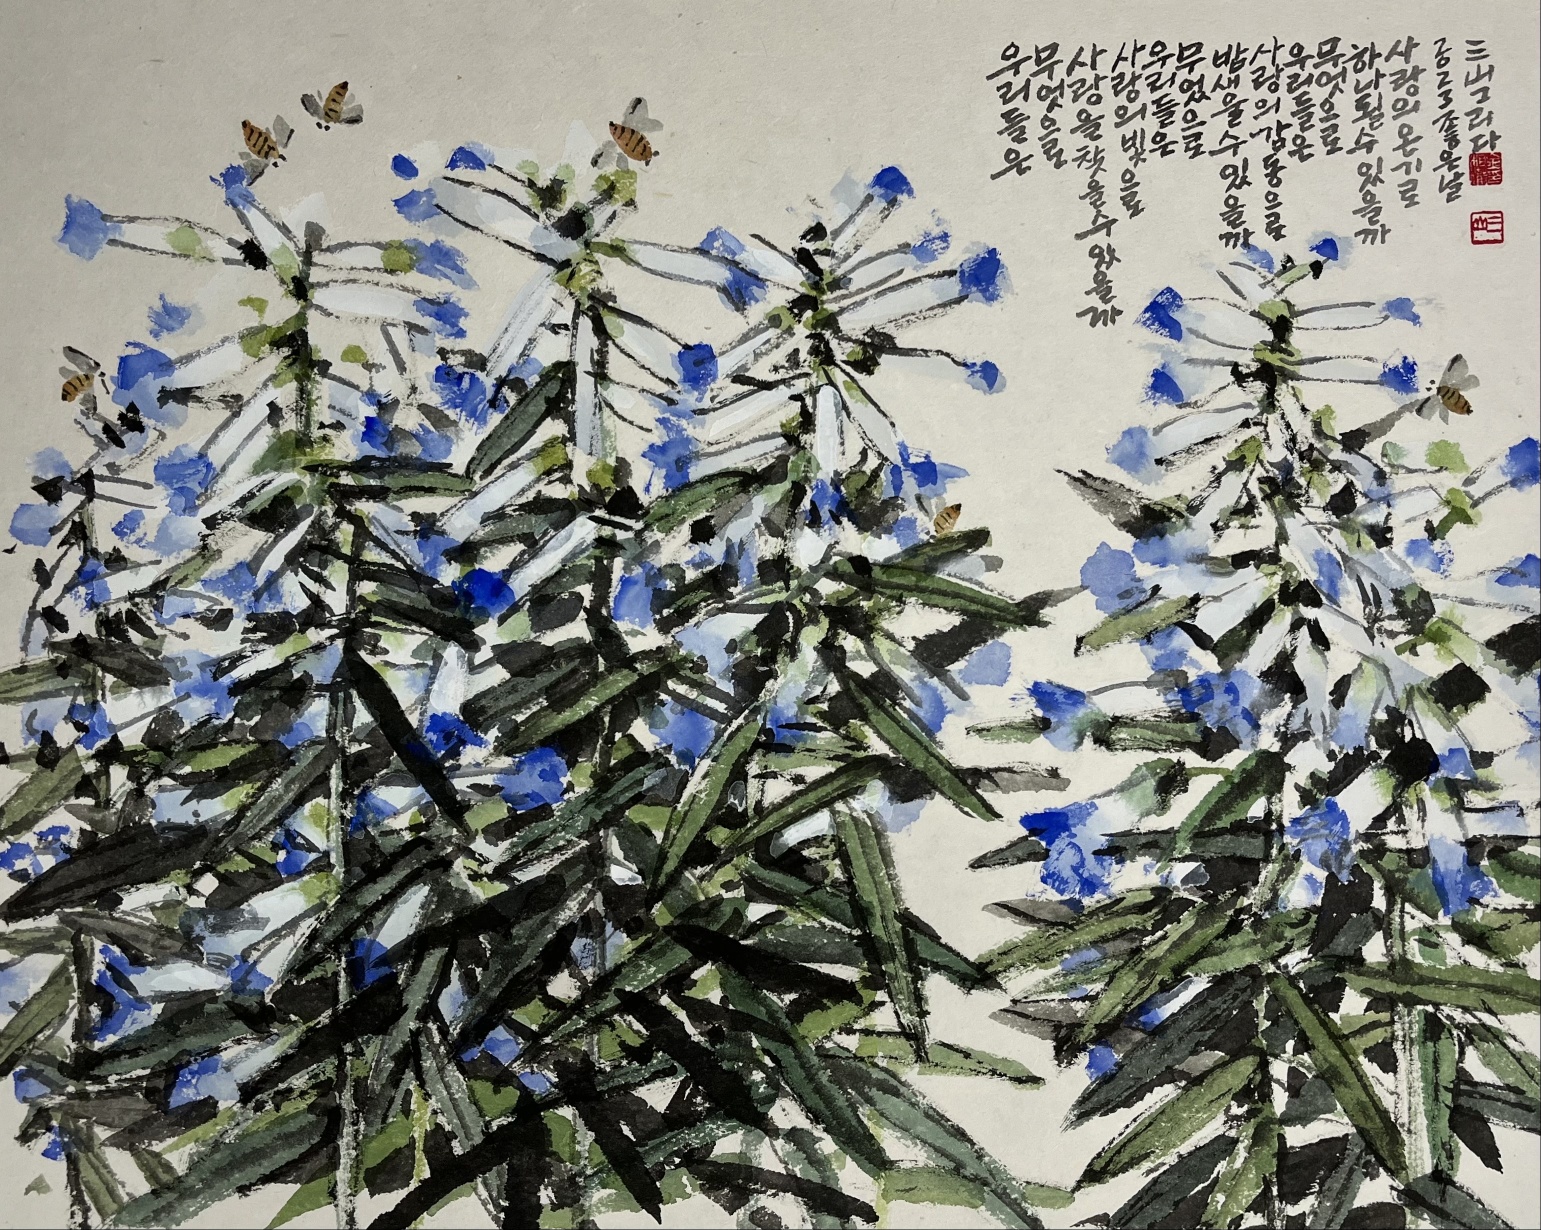 우리들은
무엇으로
사랑을 찾을 수 있을까
사랑의 빛으로
우리들은
무었으로
밤새울 수 있을까
사랑의 감동으로
우리들은
무엇으로
하나될 수 있을까
사랑의 온기로
좋은날
三山그리다
三山